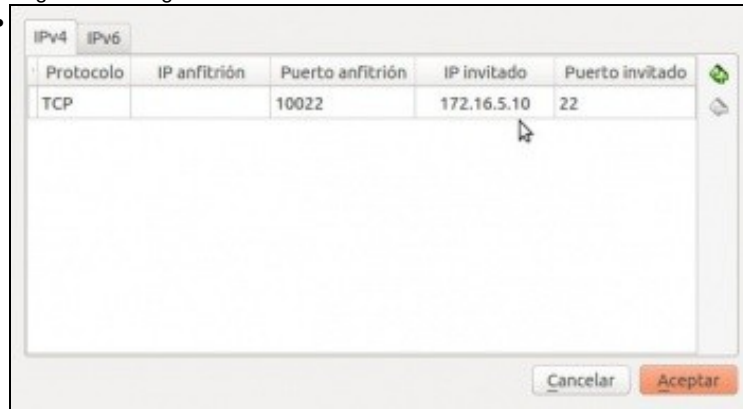 IPv4 IPv6
Protocolo IP anfitrión Puerto anfitrión IP invitado Puerto invitado
TCP 10022 172.16.5.10 22
Cancelar Aceptar